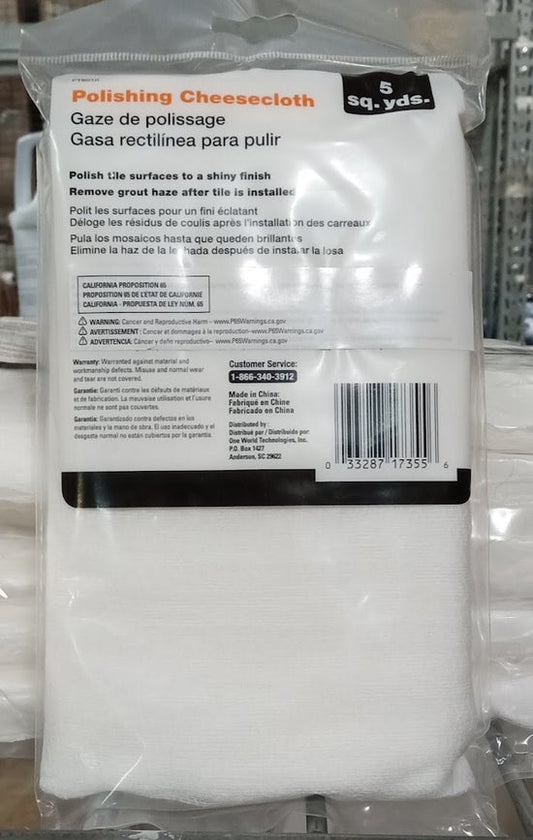 Polishing Cheesecloth
5
sq. yds.
Gaze de polissage
Gasa rectilínea para pulir
Polish tile surfaces to a shiny finish
Remove grout haze after tile is installed
Polit les surfaces pour un fini éclatant
Déloge les résidus de coulis après l'installation des carreaux
Pula los mosaicos hasta que queden brillantes
Elimine la haz de la lechada después de instalar la losa
CALIFORNIA PROPOSITION 65
PROPOSITION 65 DE L'ÉTAT DE CALIFORNIE
CALIFORNIA - PROPUESTA DE LEY NÚM. 65
WARNING: Cancer and Reproductive Harm – www.P65Warnings.ca.gov
AVERTISSEMENT: Cancer et dommages à la reproduction–www.P65Warnings.ca.gov
ADVERTENCIA: Cáncer y daño reproductivo– www.P65Warnings.ca.gov
Warranty: Warranted against material and
workmanship defects. Misuse and normal wear
and tear are not covered.
Garantie: Garanti contre les défauts de matériaux
et de fabrication. La mauvaise utilisation et l'usure
normale ne sont pas couvertes.
Garantía: Garantizado contra defectos en los
materiales y la mano de obra. El uso inadecuado y el
desgaste normal no están cubiertos por la garantía.
Customer Service:
1-866-340-3912
Made in China:
Fabriqué en Chine
Fabricado en China
Distributed by :
Distribué par / Distribuido por:
One World Technologies, Inc.
P.O. Box 1427
Anderson, SC 29622
0 33287 17355 6